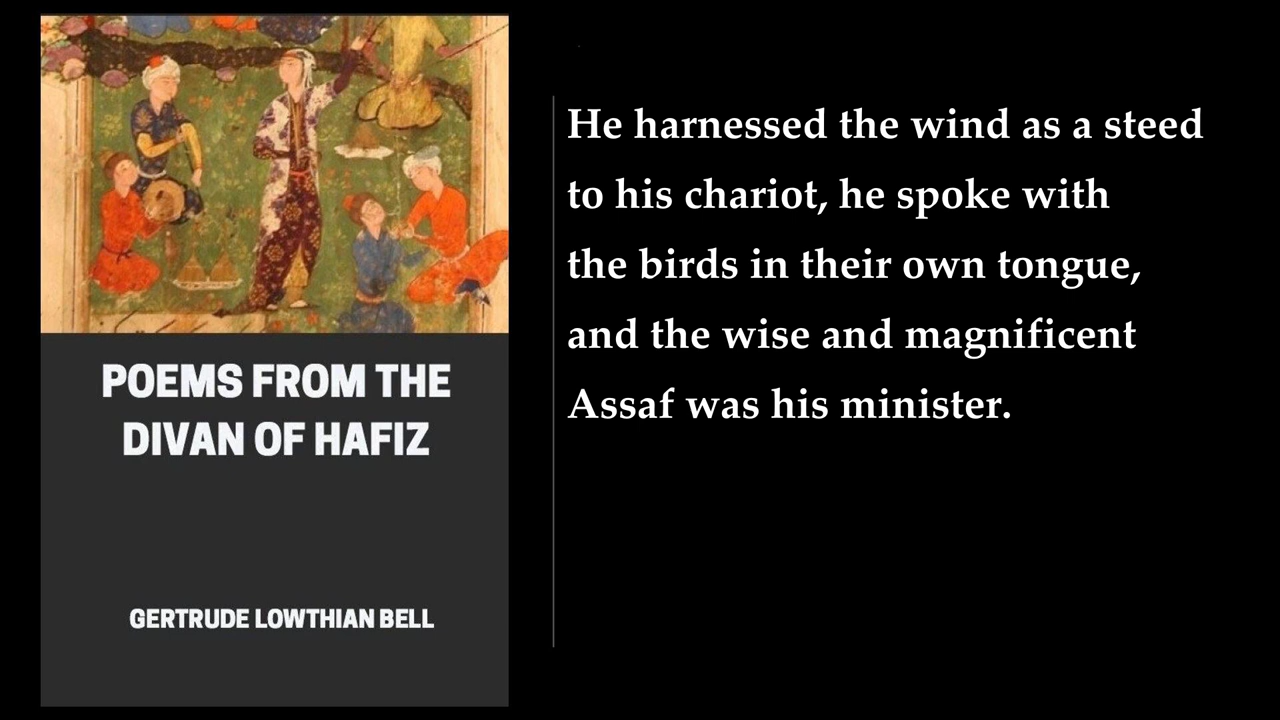 POEMS FROM THE
DIVAN OF HAFIZ
GERTRUDE LOWTHIAN BELL
He harnessed the wind as a steed
to his chariot, he spoke with
the birds in their own tongue,
and the wise and magnificent
Assaf was his minister.